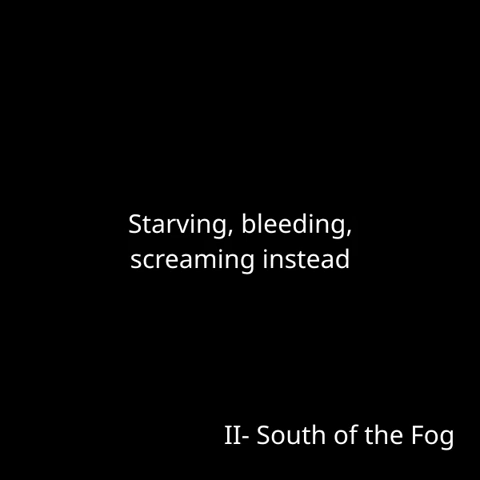 Starving, bleeding,
screaming instead
II- South of the Fog